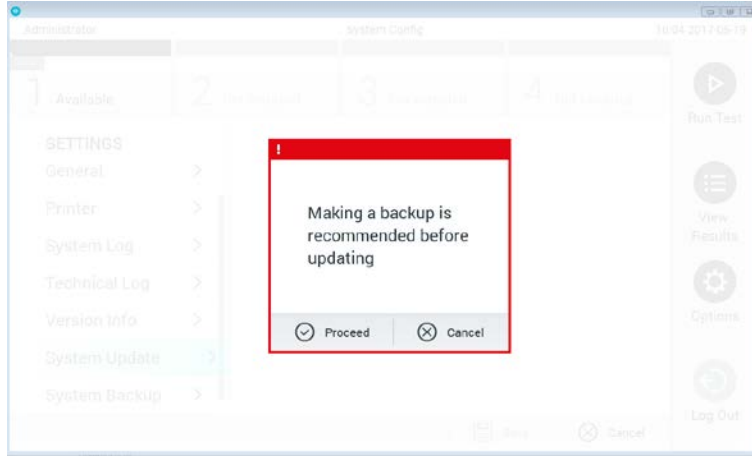 Administrator
System Config
16:04 2017-05-19
1 Available
2
3
4
Run Test
SETTINGS
General
Printer
System Log
Technical Log
Version Info
System Update
System Backup
!
Making a backup is
recommended before
updating
Proceed
Cancel
View
Results
Options
Log Out
Save
Cancel